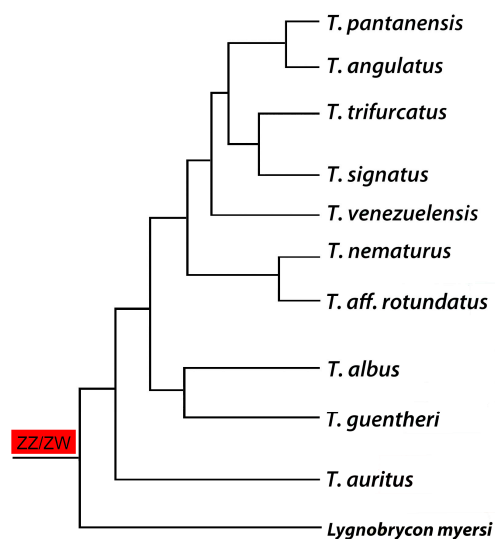 T. pantanensis
T. angulatus
T. trifurcatus
T. signatus
T. venezuelensis
T. nematurus
T. aff. rotundatus
T. albus
T. guentheri
ZZ/ZW
T. auritus
Lygnobrycon myersi